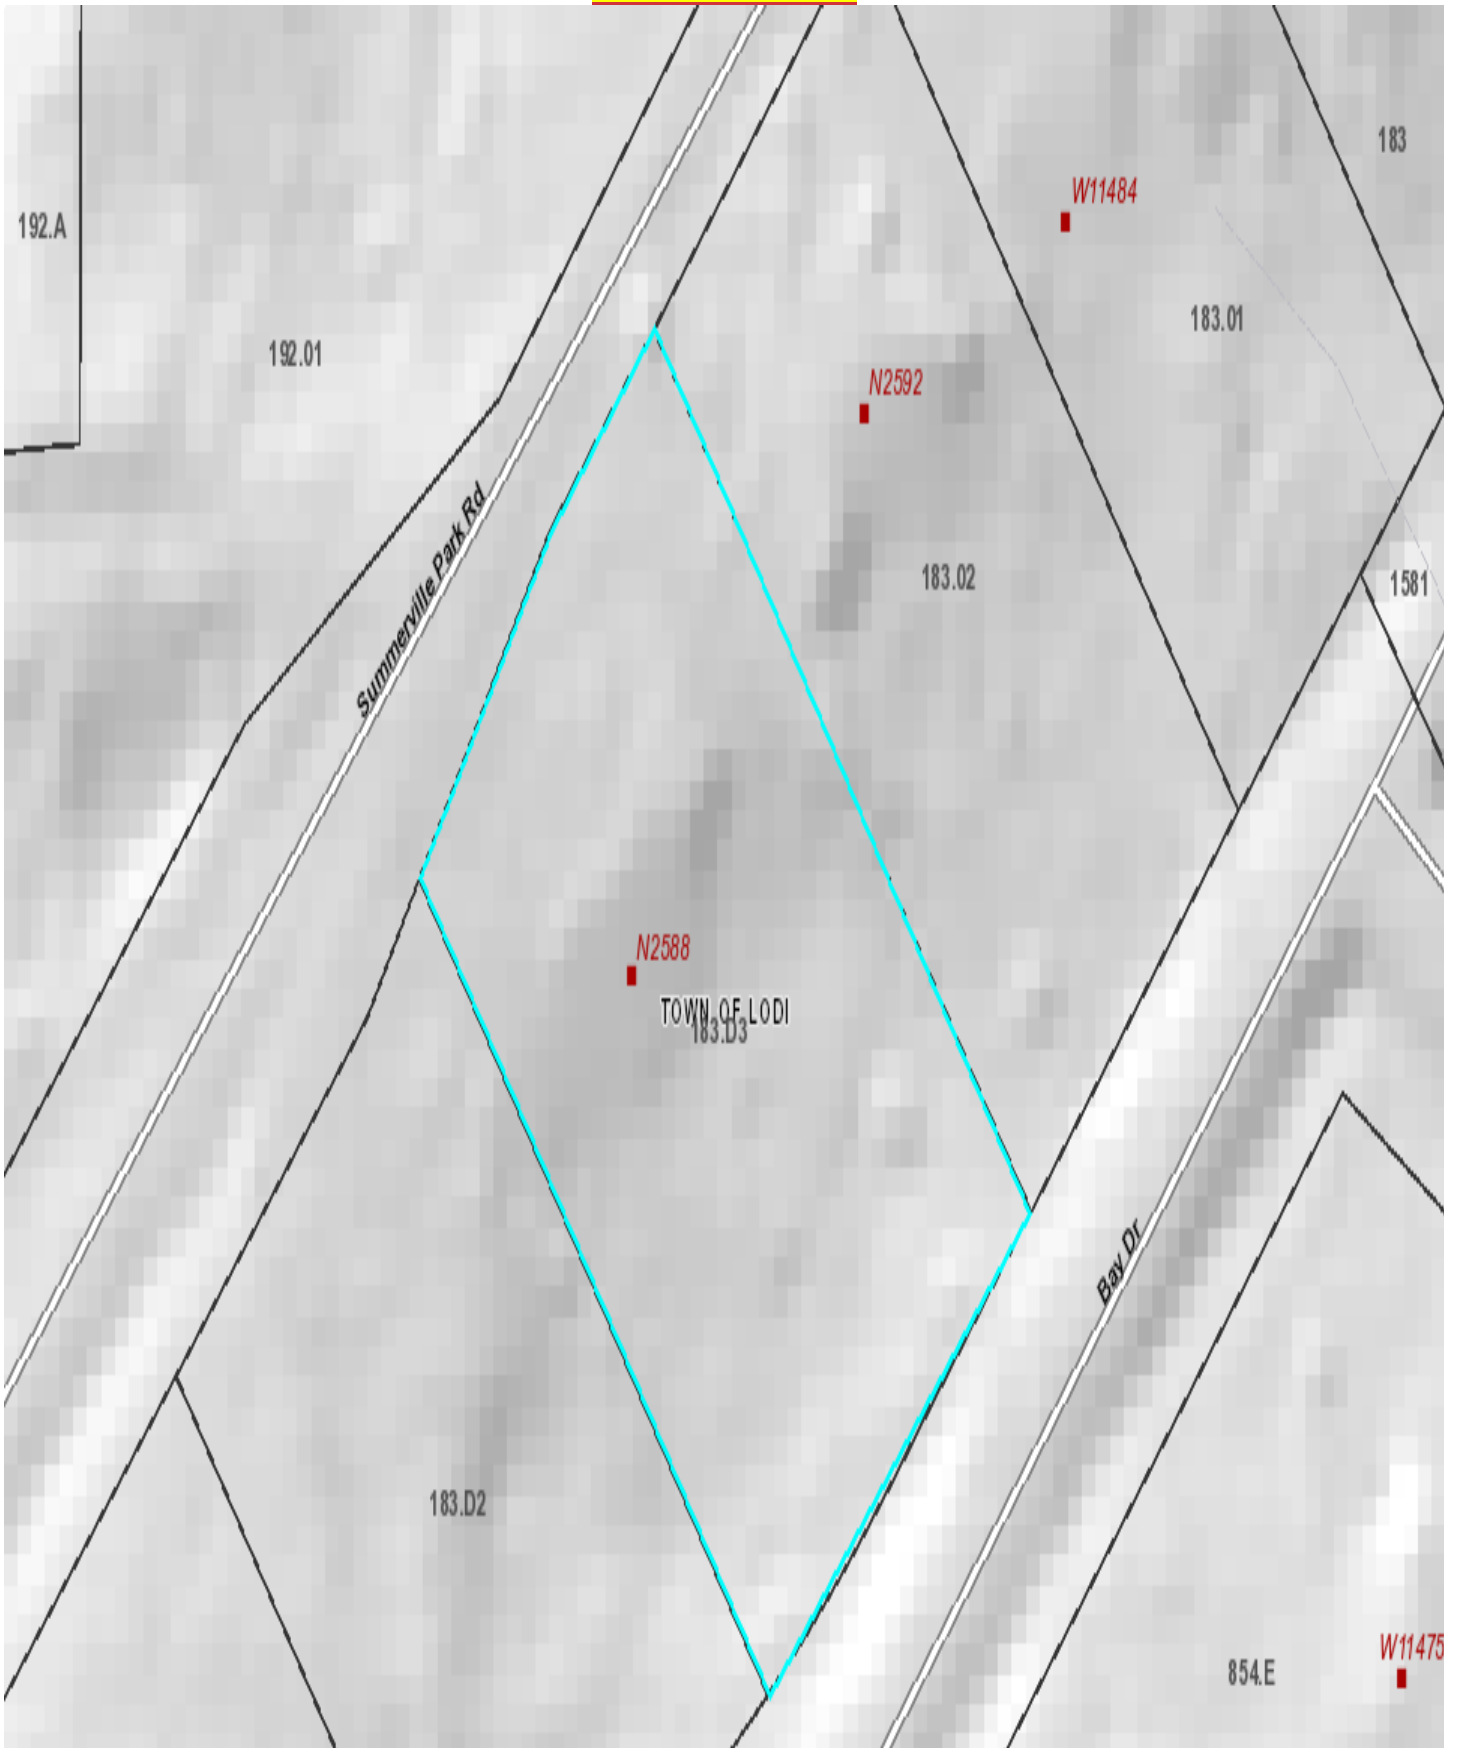 183
W11484
192.A
183.01
192.01
N2592
Summerville Park Rd
183.02
1581
N2588
TOWN OF LODI
183.D3
Bay Dr
183.D2
W11475
854.E